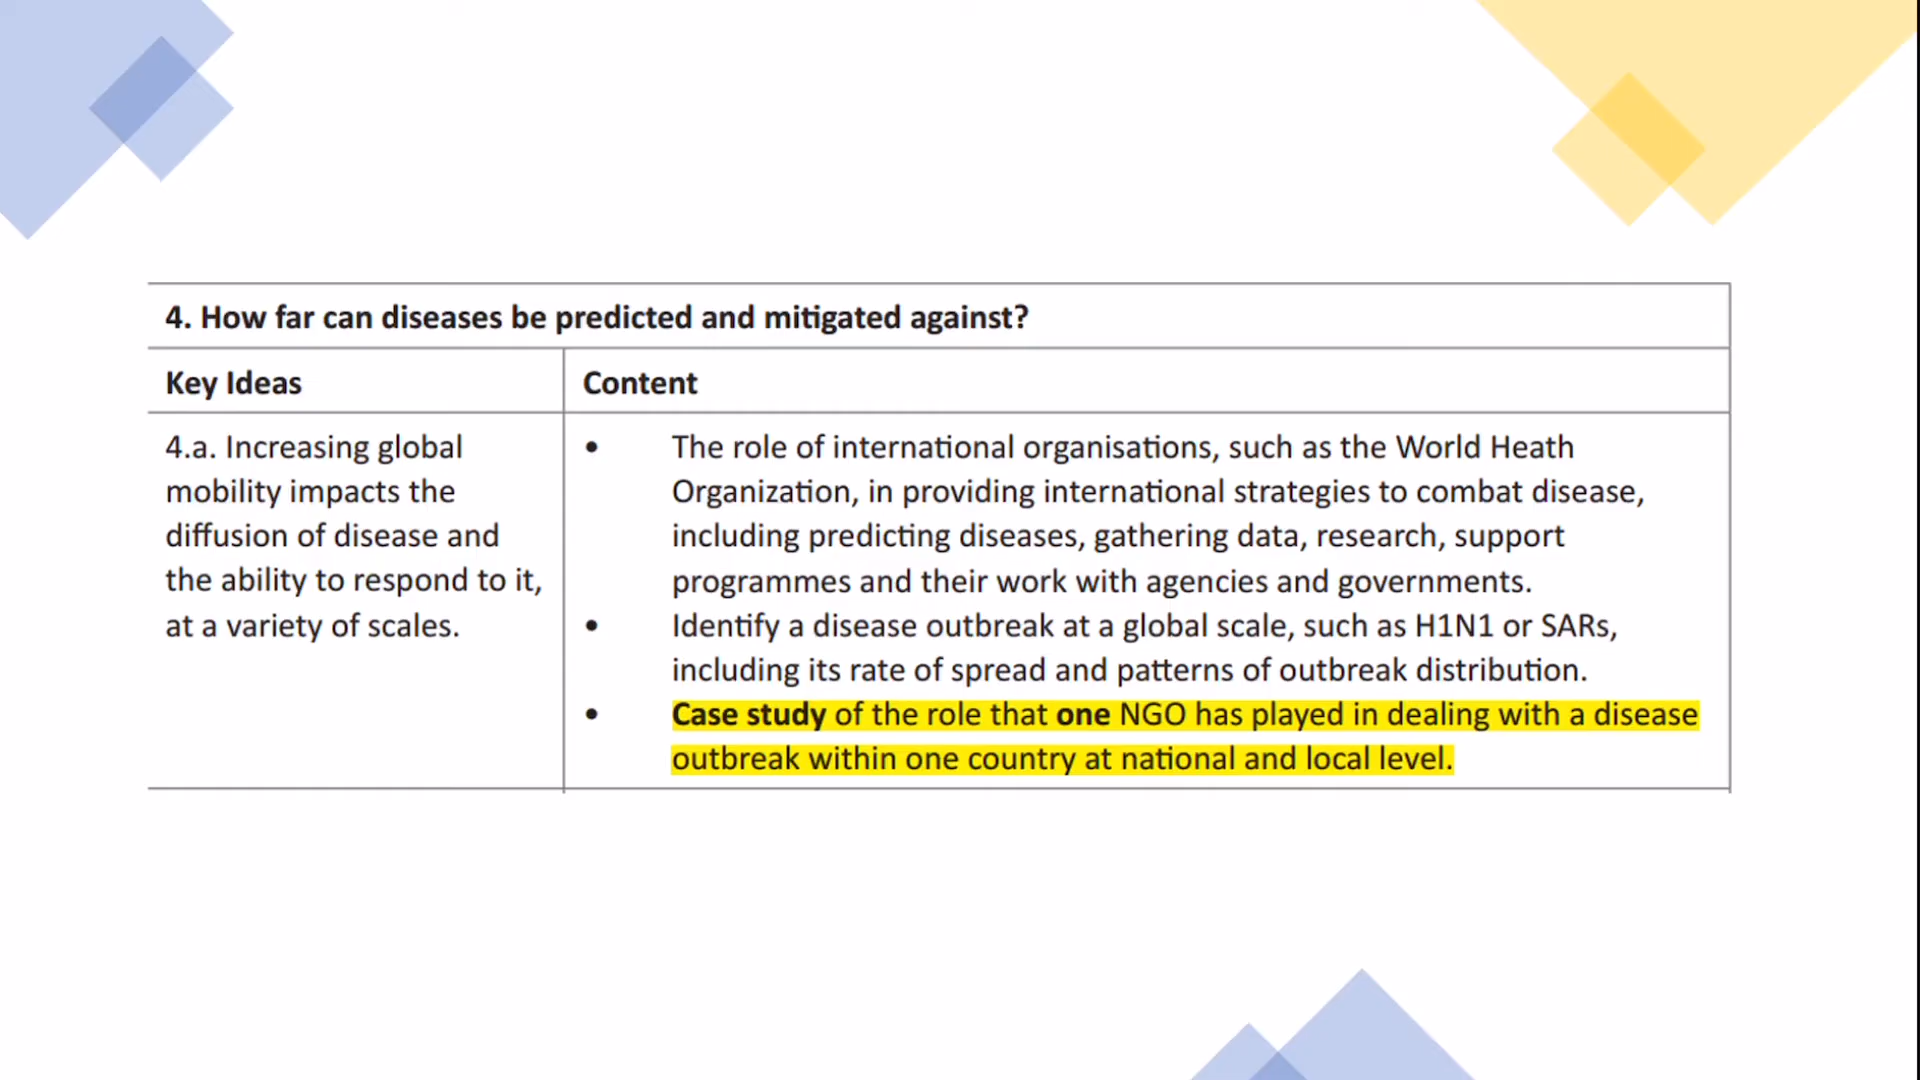 4. How far can diseases be predicted and mitigated against?
Key Ideas
Content
4.a. Increasing global
mobility impacts the
diffusion of disease and
the ability to respond to it,
at a variety of scales.
• The role of international organisations, such as the World Heath
Organization, in providing international strategies to combat disease,
including predicting diseases, gathering data, research, support
programmes and their work with agencies and governments.
• Identify a disease outbreak at a global scale, such as H1N1 or SARs,
including its rate of spread and patterns of outbreak distribution.
• Case study of the role that one NGO has played in dealing with a disease
outbreak within one country at national and local level.